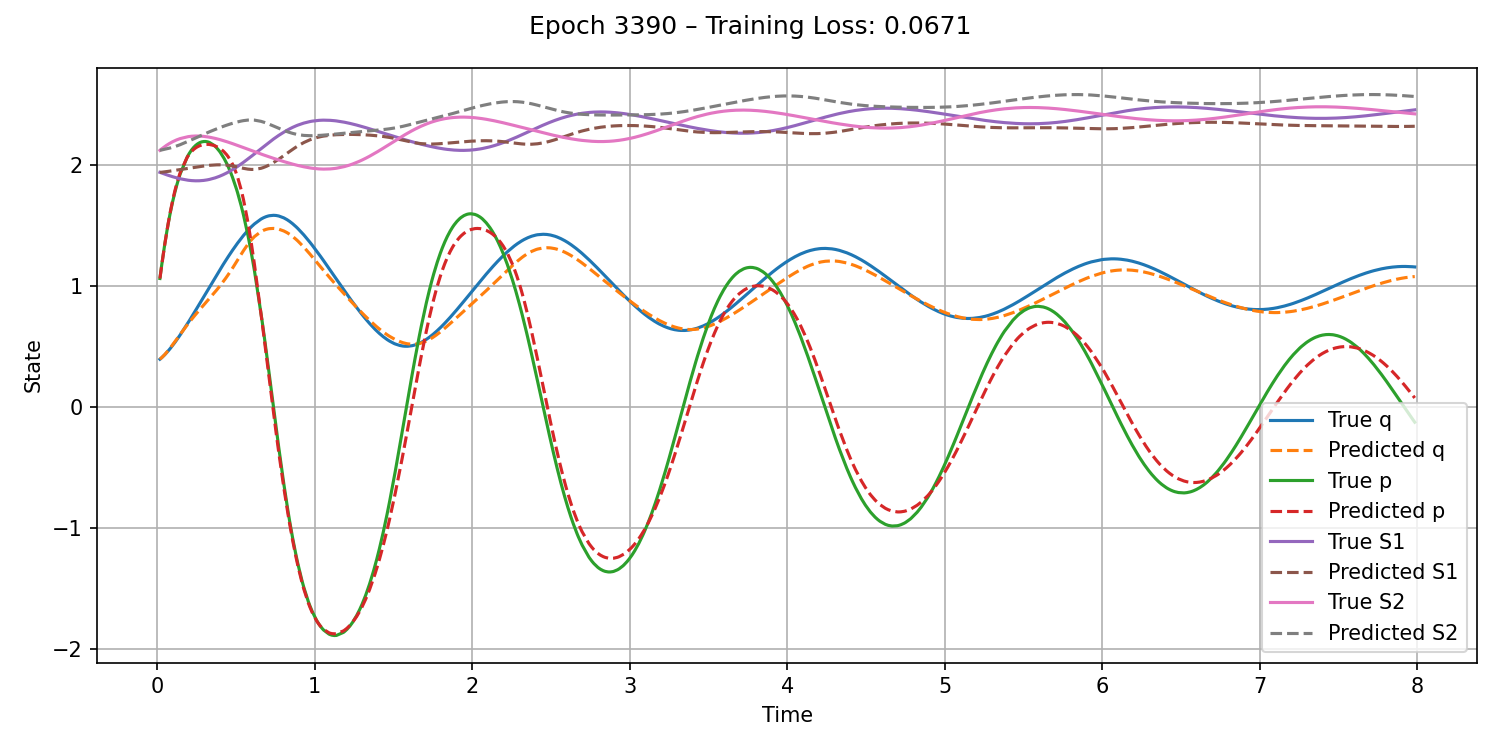 Epoch 3390 – Training Loss: 0.0671
State
2
1
0
−1
−2
0 1 2 3 4 5 6 7 8
Time
True q
Predicted q
True p
Predicted p
True S1
Predicted S1
True S2
Predicted S2